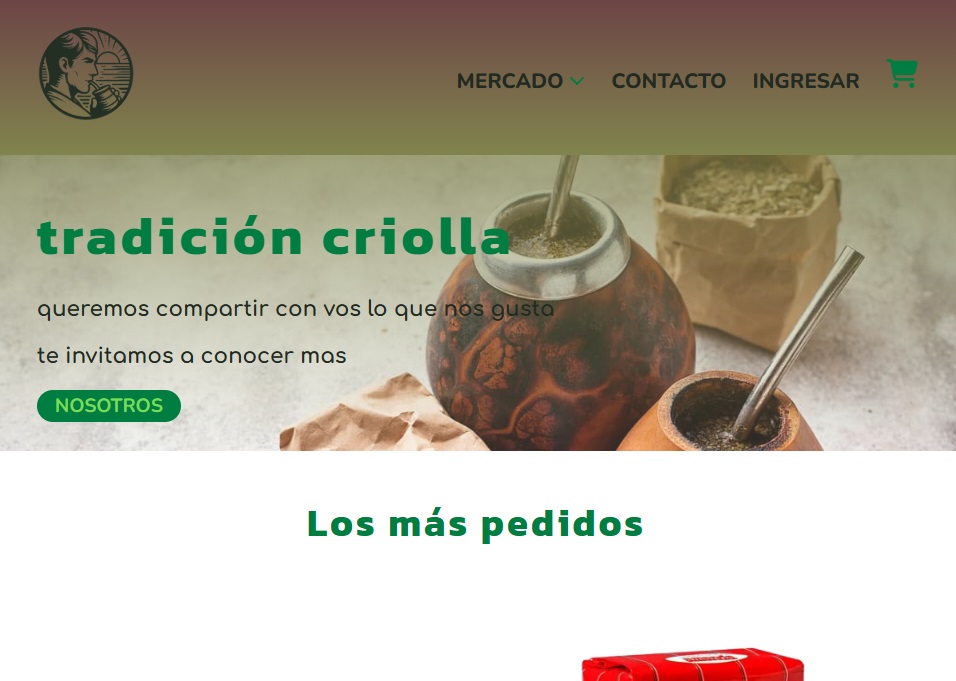 MERCADO CONTACTO INGRESAR
tradición criolla
queremos compartir con vos lo que nos gusta
te invitamos a conocer mas
NOSOTROS
Los más pedidos